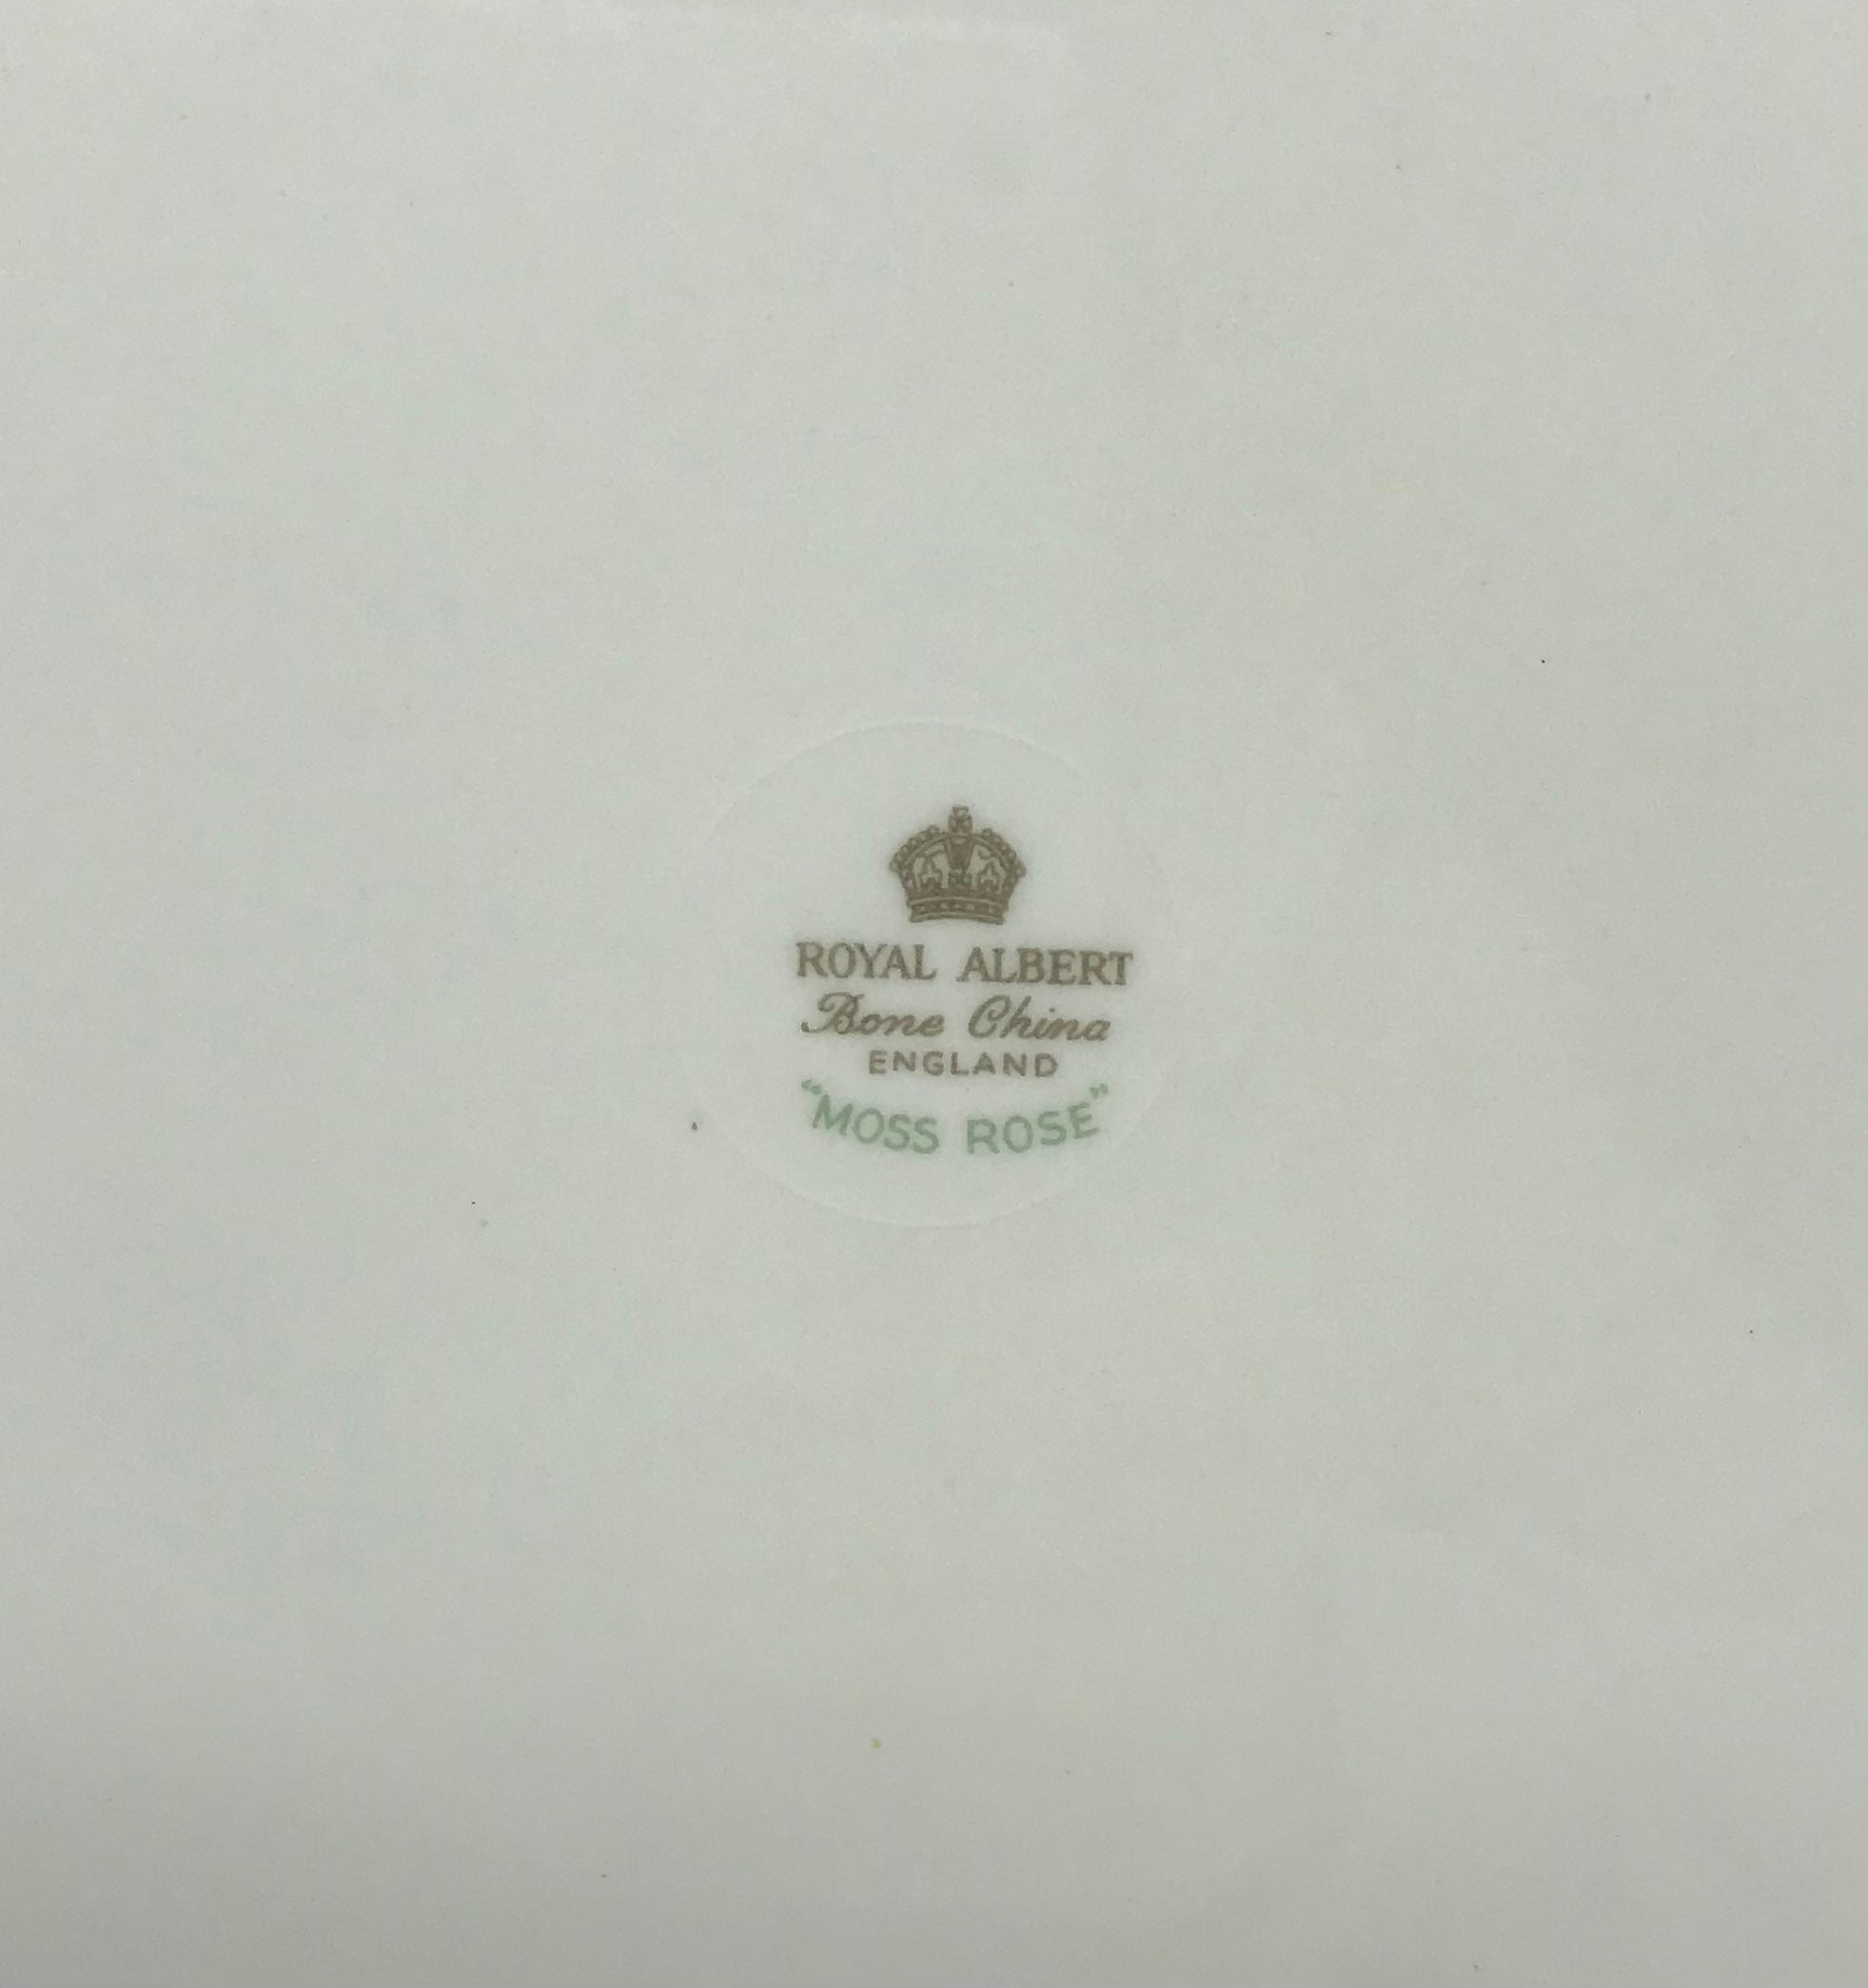 ROYAL ALBERT
Bone China
ENGLAND
"MOSS ROSE"